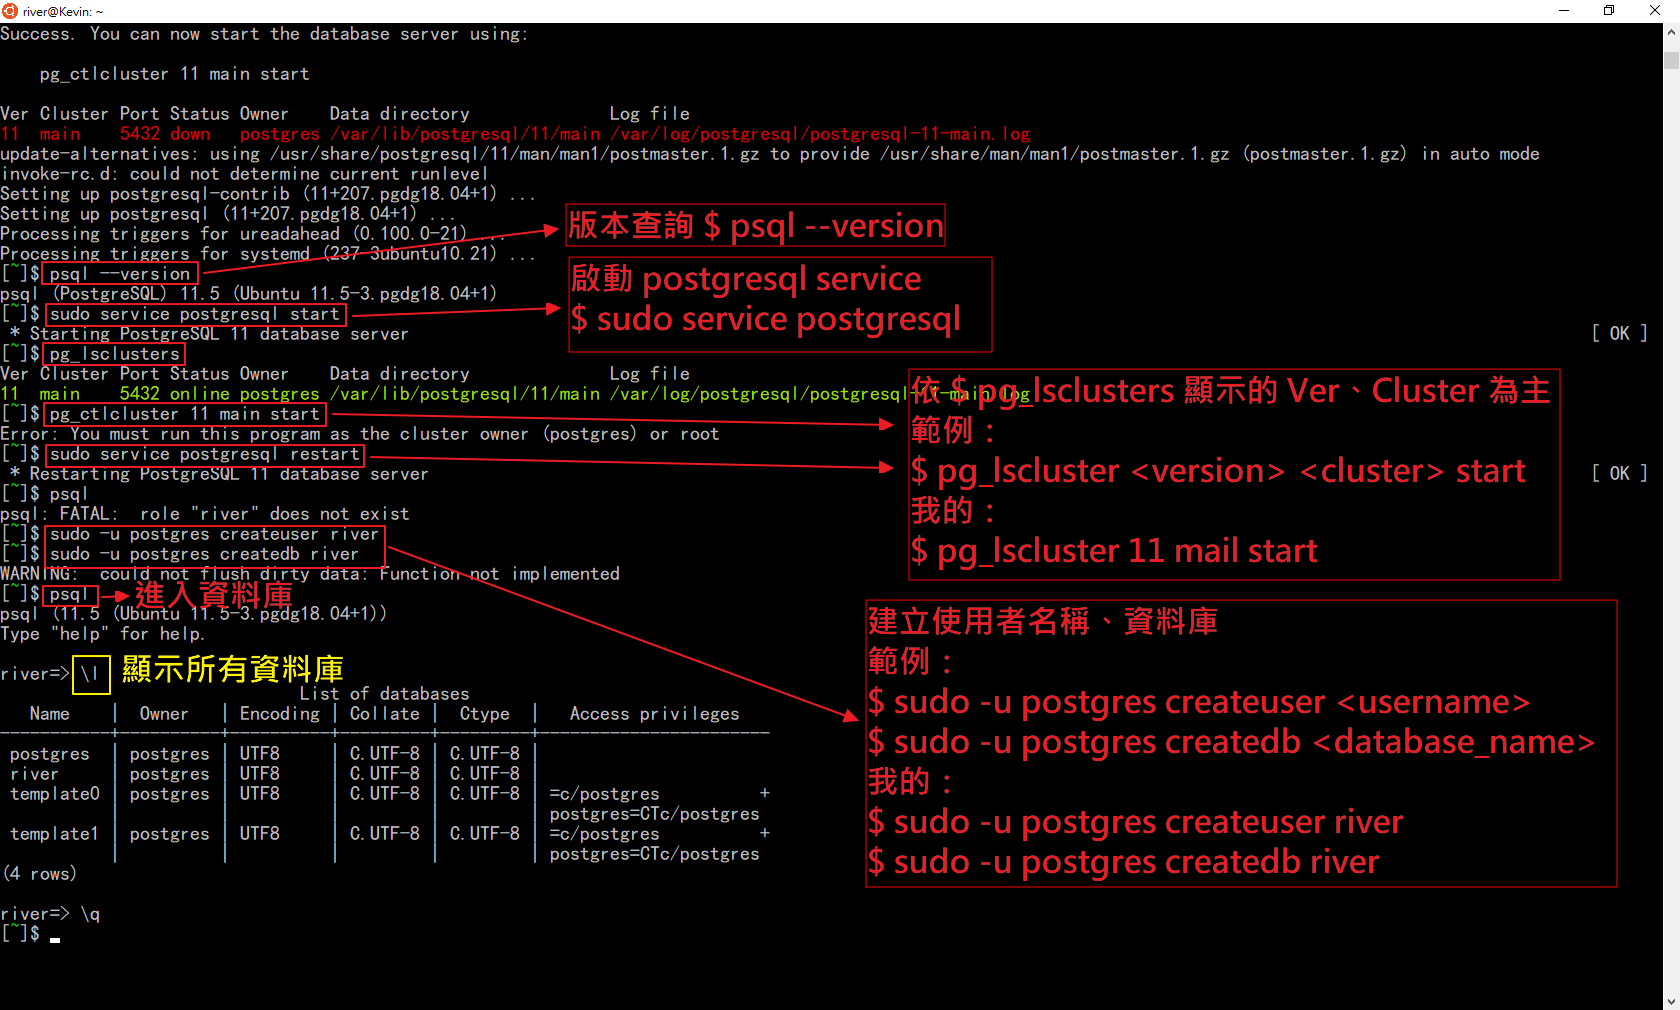 river@Kevin: ~
Success. You can now start the database server using:
pg_ctlcluster 11 main start
Ver Cluster Port Status Owner    Data directory              Log file
11  main    5432 down   postgres /var/lib/postgresql/11/main /var/log/postgresql/postgresql-11-main.log
update-alternatives: using /usr/share/postgresql/11/man/man1/postmaster.1.gz to provide /usr/share/man/man1/postmaster.1.gz (postmaster.1.gz) in auto mode
invoke-rc.d: could not determine current runlevel
Setting up postgresql-contrib (11+207.pgdg18.04+1) ...
Setting up postgresql (11+207.pgdg18.04+1) ...
Processing triggers for ureadahead (0.100.0-21) ...
Processing triggers for systemd (237-3ubuntu10.21) ...
[~]$ psql --version
psql (PostgreSQL) 11.5 (Ubuntu 11.5-3.pgdg18.04+1)
[~]$ sudo service postgresql start
* Starting PostgreSQL 11 database server [ OK ]
[~]$ pg_lsclusters
Ver Cluster Port Status Owner    Data directory              Log file
11  main    5432 online postgres /var/lib/postgresql/11/main /var/log/postgresql/postgresql-11-main.log
[~]$ pg_ctlcluster 11 main start
Error: You must run this program as the cluster owner (postgres) or root
[~]$ sudo service postgresql restart
* Restarting PostgreSQL 11 database server [ OK ]
[~]$ psql
psql: FATAL:  role "river" does not exist
[~]$ sudo -u postgres createuser river
[~]$ sudo -u postgres createdb river
WARNING:  could not flush dirty data: Function not implemented
[~]$ psql
psql (11.5 (Ubuntu 11.5-3.pgdg18.04+1))
Type "help" for help.
river=> \l
List of databases
Name | Owner | Encoding | Collate | Ctype | Access privileges
-----------+----------+----------+---------+---------+-----------------------
postgres | postgres | UTF8 | C.UTF-8 | C.UTF-8 |
river | postgres | UTF8 | C.UTF-8 | C.UTF-8 |
template0 | postgres | UTF8 | C.UTF-8 | C.UTF-8 | =c/postgres +
| | | | | postgres=CTc/postgres
template1 | postgres | UTF8 | C.UTF-8 | C.UTF-8 | =c/postgres +
| | | | | postgres=CTc/postgres
(4 rows)
river=> \q
[~]$
版本查詢 $ psql --version
啟動 postgresql service
$ sudo service postgresql
依 $ pg_lsclusters 顯示的 Ver、Cluster 為主
範例：
$ pg_lscluster <version> <cluster> start
我的：
$ pg_lscluster 11 mail start
進入資料庫
顯示所有資料庫
建立使用者名稱、資料庫
範例：
$ sudo -u postgres createuser <username>
$ sudo -u postgres createdb <database_name>
我的：
$ sudo -u postgres createuser river
$ sudo -u postgres createdb river